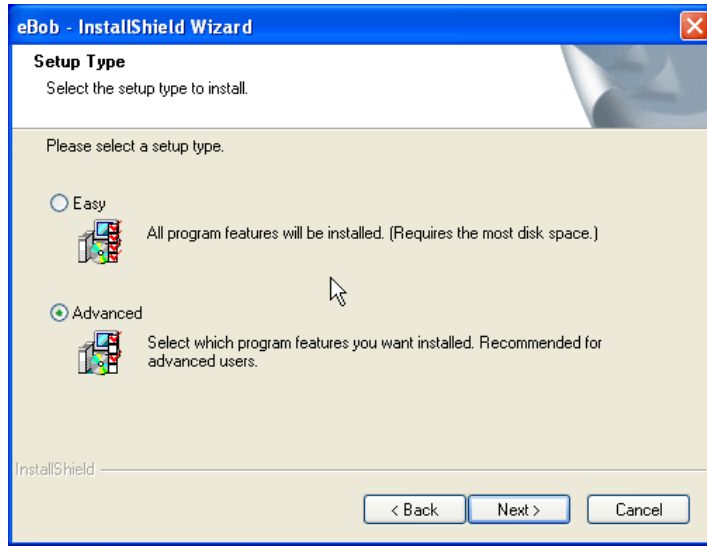 eBob - InstallShield Wizard
Setup Type
Select the setup type to install.
Please select a setup type.
Easy
All program features will be installed. (Requires the most disk space.)
Advanced
Select which program features you want installed. Recommended for
advanced users.
InstallShield
< Back
Next >
Cancel